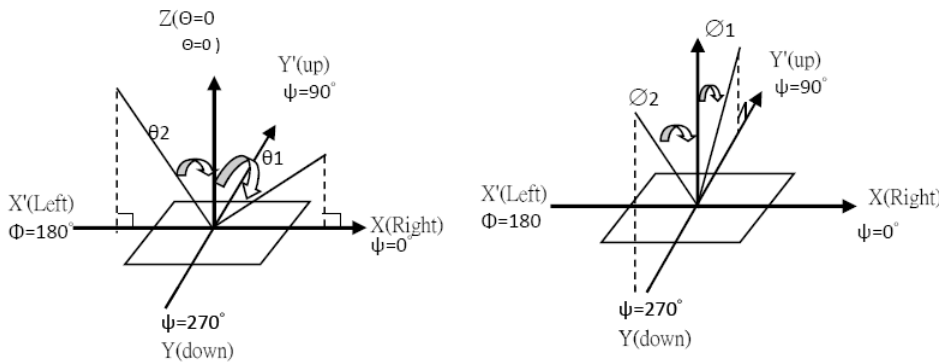 Z(Θ=0
Θ=0 )
Y'(up)
ψ=90°
θ2
θ1
X'(Left)
Φ=180°
X(Right)
ψ=0°
ψ=270°
Y(down)
∅1
Y'(up)
ψ=90°
∅2
X'(Left)
Φ=180
X(Right)
ψ=0°
ψ=270°
Y(down)